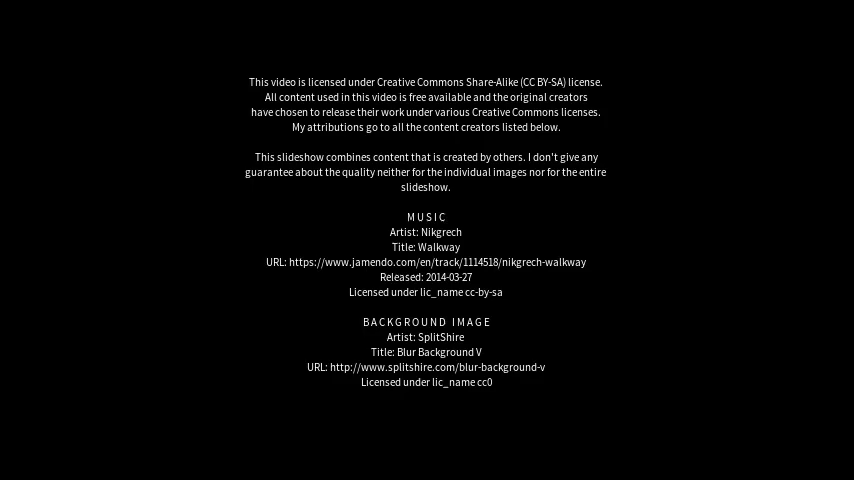 This video is licensed under Creative Commons Share-Alike (CC BY-SA) license.
All content used in this video is free available and the original creators
have chosen to release their work under various Creative Commons licenses.
My attributions go to all the content creators listed below.
This slideshow combines content that is created by others. I don't give any
guarantee about the quality neither for the individual images nor for the entire
slideshow.
MUSIC
Artist: Nikgrech
Title: Walkway
URL: https://www.jamendo.com/en/track/1114518/nikgrech-walkway
Released: 2014-03-27
Licensed under lic_name cc-by-sa
BACKGROUND IMAGE
Artist: SplitShire
Title: Blur Background V
URL: http://www.splitshire.com/blur-background-v
Licensed under lic_name cc0